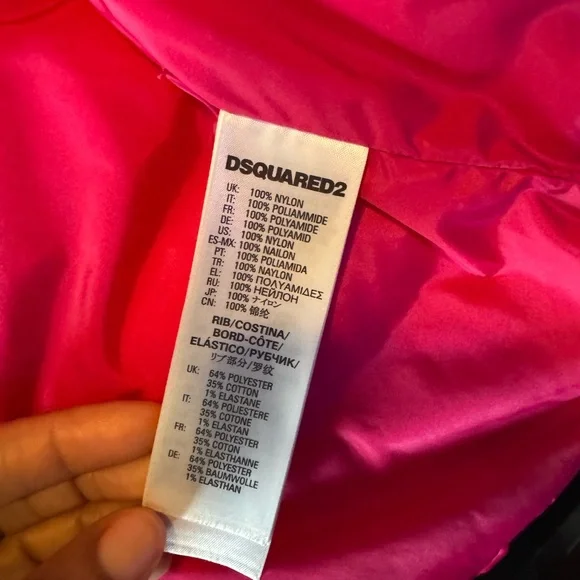 DSQUARED2
UK: 100% NYLON
IT: 100% POLIAMMIDE
FR: 100% POLYAMIDE
DE: 100% POLYAMID
US: 100% NYLON
ES-MX: 100% NAILON
PT: 100% POLIAMIDA
TR: 100% NAYLON
EL: 100% ΠΟΛΥΑΜΙΔΕΣ
RU: 100% НЕЙЛОН
JP: 100% ナイロン
CN: 100% 锦纶
RIB/COSTINA/
BORD-CÔTE/
ELÁSTICO/РУБЧИК/
リブ部分/罗纹
UK: 64% POLYESTER
35% COTTON
1% ELASTANE
IT: 64% POLIESTERE
35% COTONE
1% ELASTAN
FR: 64% POLYESTER
35% COTON
1% ELASTHANNE
DE: 64% POLYESTER
35% BAUMWOLLE
1% ELASTHAN